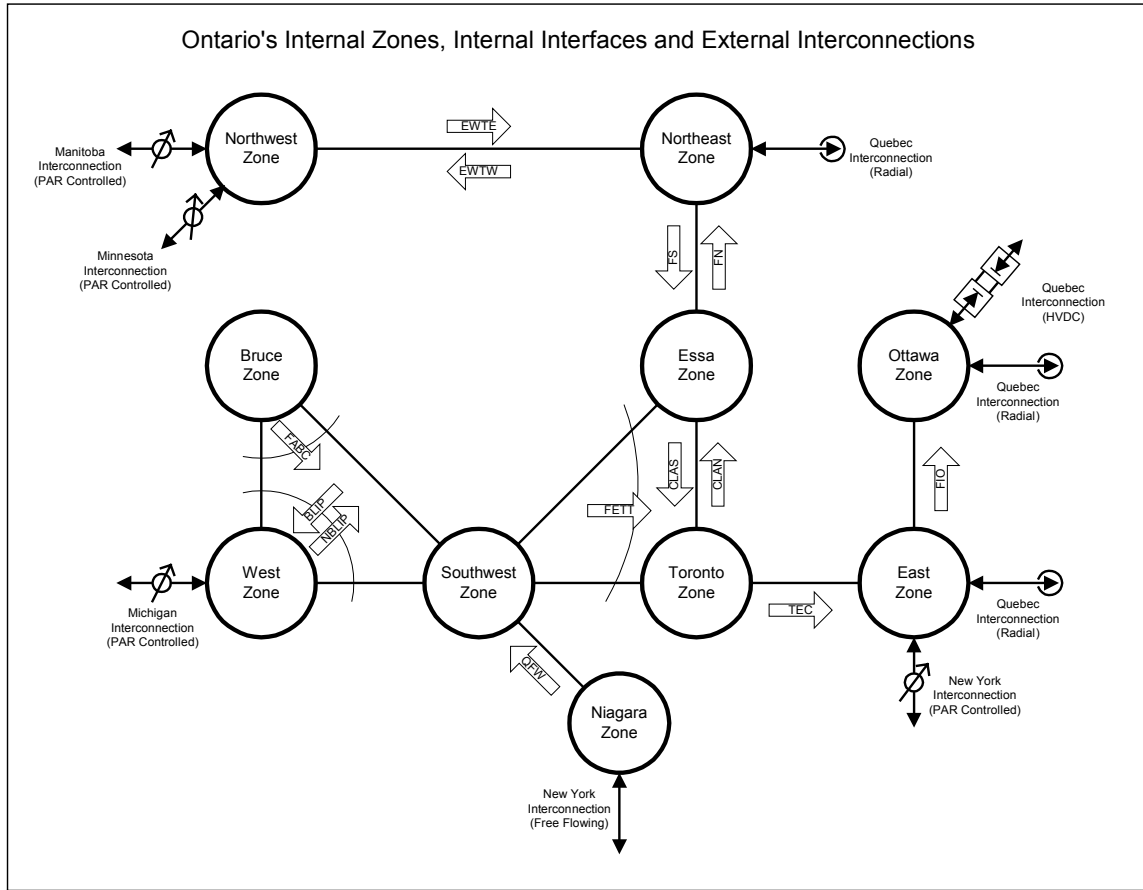 Ontario's Internal Zones, Internal Interfaces and External Interconnections
Northwest
Zone
EWTE
EWTW
Northeast
Zone
Manitoba
Interconnection
(PAR Controlled)
Quebec
Interconnection
(Radial)
Minnesota
Interconnection
(PAR Controlled)
FS
FN
Quebec
Interconnection
(HVDC)
Bruce
Zone
Essa
Zone
Ottawa
Zone
Quebec
Interconnection
(Radial)
FABC
CLAS
CLAN
FIO
BLIP
NBLIP
FETT
West
Zone
Southwest
Zone
Toronto
Zone
East
Zone
Michigan
Interconnection
(PAR Controlled)
TEC
Quebec
Interconnection
(Radial)
QFW
New York
Interconnection
(PAR Controlled)
Niagara
Zone
New York
Interconnection
(Free Flowing)